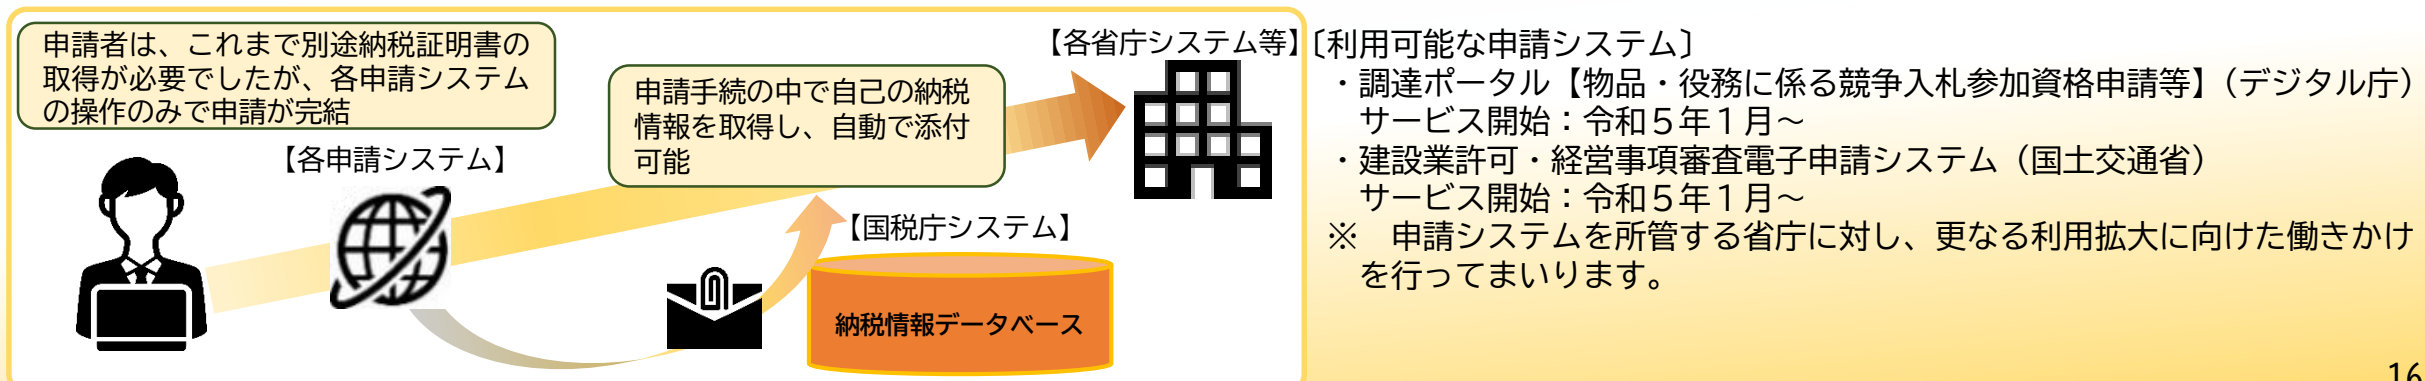 申請者は、これまで別途納税証明書の
取得が必要でしたが、各申請システム
の操作のみで申請が完結
【各申請システム】
申請手続の中で自己の納税
情報を取得し、自動で添付
可能
【各省庁システム等】
【国税庁システム】
納税情報データベース
〔利用可能な申請システム〕
・調達ポータル【物品・役務に係る競争入札参加資格申請等】（デジタル庁）
サービス開始：令和５年１月～
・建設業許可・経営事項審査電子申請システム（国土交通省）
サービス開始：令和５年１月～
※　申請システムを所管する省庁に対し、更なる利用拡大に向けた働きかけ
を行ってまいります。
16